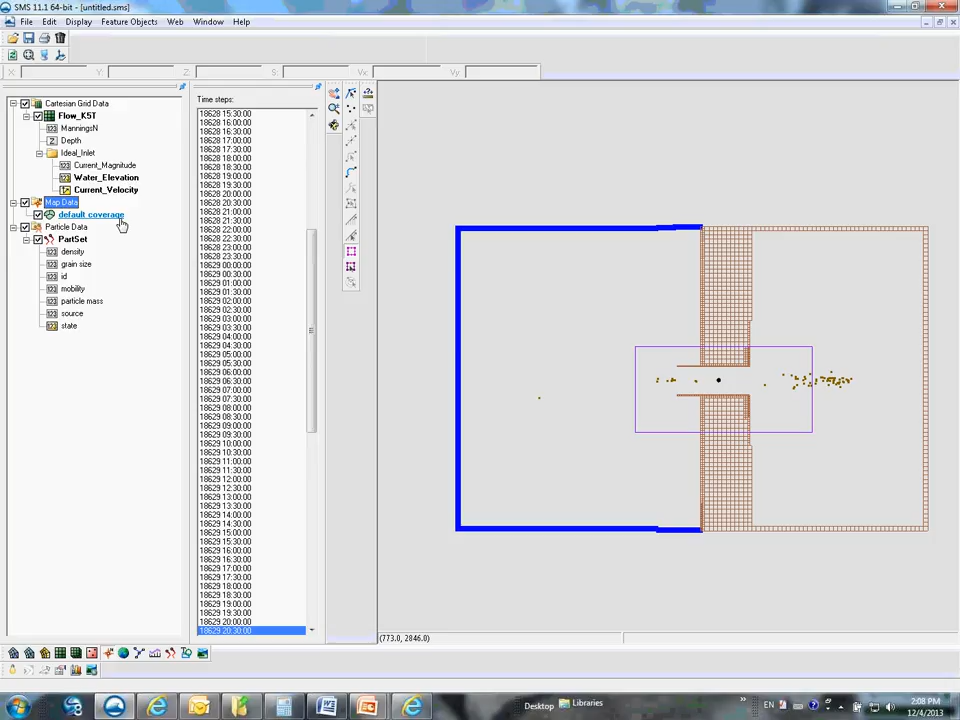 SMS 11.1 64-bit - [untitled.sms]
File Edit Display Feature Objects Web Window Help
X: Y: Z: S: Vx: Vy:
Cartesian Grid Data
Flow_K5T
ManningsN
Depth
Ideal_Inlet
Current_Magnitude
Water_Elevation
Current_Velocity
Map Data
default coverage
Particle Data
PartSet
density
grain size
id
mobility
particle mass
source
state
Time steps:
18628 15:30:00
18628 16:00:00
18628 16:30:00
18628 17:00:00
18628 17:30:00
18628 18:00:00
18628 18:30:00
18628 19:00:00
18628 19:30:00
18628 20:00:00
18628 20:30:00
18628 21:00:00
18628 21:30:00
18628 22:00:00
18628 22:30:00
18628 23:00:00
18628 23:30:00
18629 00:00:00
18629 00:30:00
18629 01:00:00
18629 01:30:00
18629 02:00:00
18629 02:30:00
18629 03:00:00
18629 03:30:00
18629 04:00:00
18629 04:30:00
18629 05:00:00
18629 05:30:00
18629 06:00:00
18629 06:30:00
18629 07:00:00
18629 07:30:00
18629 08:00:00
18629 08:30:00
18629 09:00:00
18629 09:30:00
18629 10:00:00
18629 10:30:00
18629 11:00:00
18629 11:30:00
18629 12:00:00
18629 12:30:00
18629 13:00:00
18629 13:30:00
18629 14:00:00
18629 14:30:00
18629 15:00:00
18629 15:30:00
18629 16:00:00
18629 16:30:00
18629 17:00:00
18629 17:30:00
18629 18:00:00
18629 18:30:00
18629 19:00:00
18629 19:30:00
18629 20:00:00
18629 20:30:00
(773.0, 2846.0)
Desktop Libraries EN
2:08 PM
12/4/2013